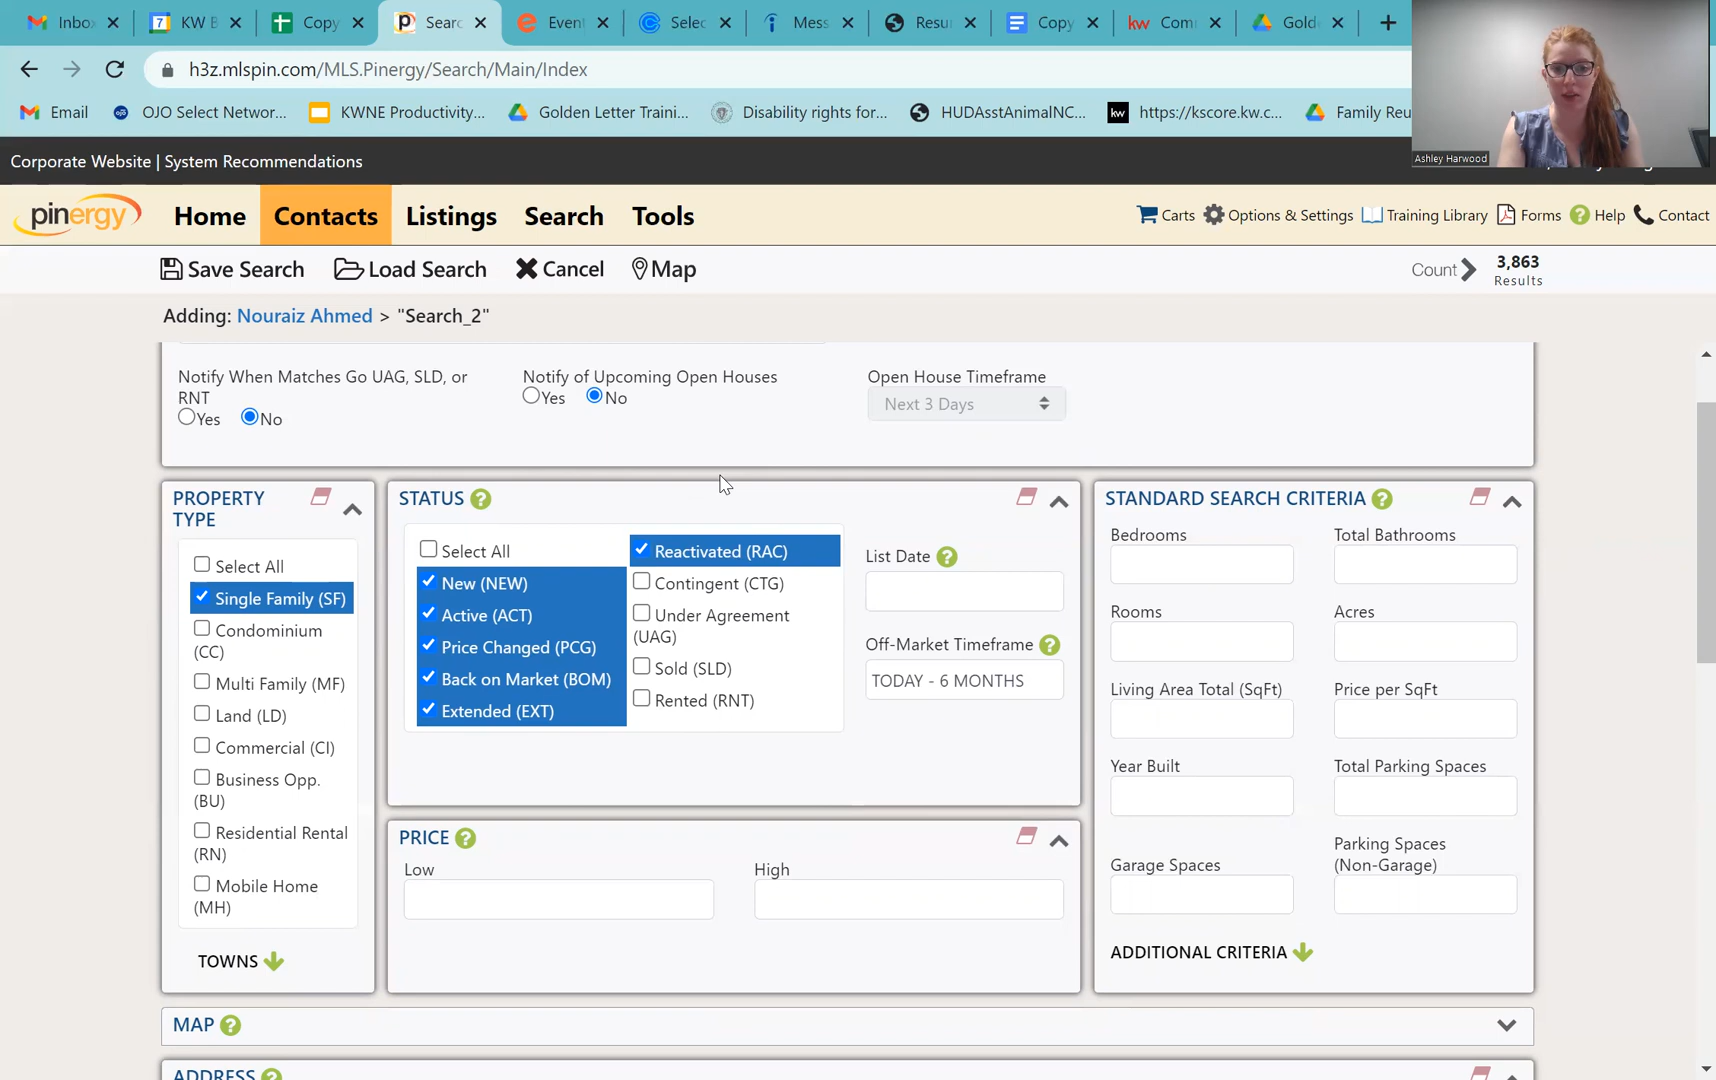 Inbo
KW B
Copy
Searc
Even
Selec
Mess
Resu
Copy
kw Com
Gold
h3z.mlspin.com/MLS.Pinergy/Search/Main/Index
Email
OJO Select Networ...
KWNE Productivity...
Golden Letter Traini...
Disability rights for...
HUDAsstAnimalNC...
kw https://kscore.kw.c...
Family Reu
Ashley Harwood
Corporate Website | System Recommendations
pinergy Home Contacts Listings Search Tools
Carts Options & Settings Training Library Forms Help Contact
Save Search Load Search Cancel Map
Count 3,863
Results
Adding: Nouraiz Ahmed > "Search_2"
Notify When Matches Go UAG, SLD, or
RNT
Yes No
Notify of Upcoming Open Houses
Yes No
Open House Timeframe
Next 3 Days
PROPERTY
TYPE
Select All
Single Family (SF)
Condominium
(CC)
Multi Family (MF)
Land (LD)
Commercial (CI)
Business Opp.
(BU)
Residential Rental
(RN)
Mobile Home
(MH)
TOWNS
STATUS ?
Select All
New (NEW)
Active (ACT)
Price Changed (PCG)
Back on Market (BOM)
Extended (EXT)
Reactivated (RAC)
Contingent (CTG)
Under Agreement
(UAG)
Sold (SLD)
Rented (RNT)
List Date ?
Off-Market Timeframe ?
TODAY - 6 MONTHS
PRICE ?
Low High
STANDARD SEARCH CRITERIA ?
Bedrooms Total Bathrooms
Rooms Acres
Living Area Total (SqFt) Price per SqFt
Year Built Total Parking Spaces
Garage Spaces
Parking Spaces
(Non-Garage)
ADDITIONAL CRITERIA
MAP ?
ADDRESS ?